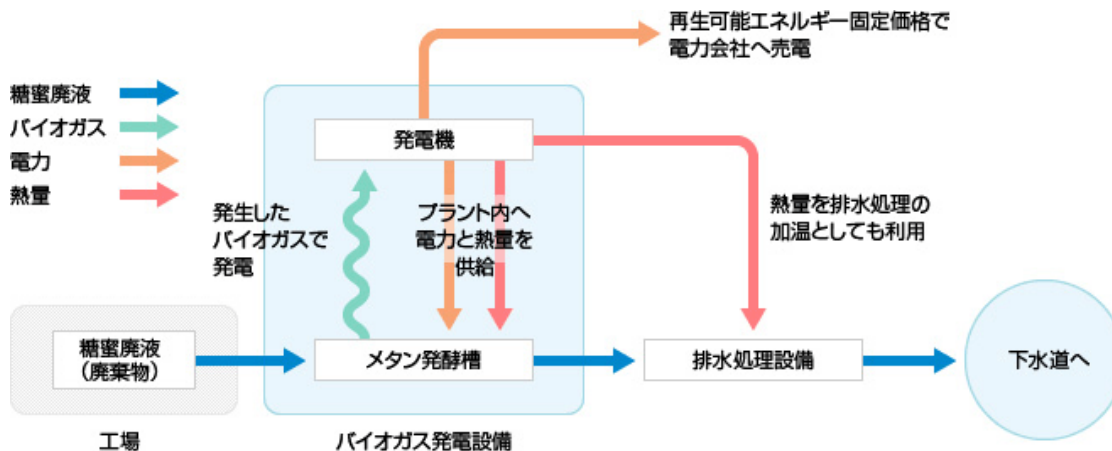 再生可能エネルギー固定価格で
電力会社へ売電
糖蜜廃液
バイオガス
電力
熱量
発電機
発生した
バイオガスで
発電
プラント内へ
電力と熱量を
供給
熱量を排水処理の
加温としても利用
糖蜜廃液
（廃棄物）
メタン発酵槽
排水処理設備
下水道へ
工場
バイオガス発電設備